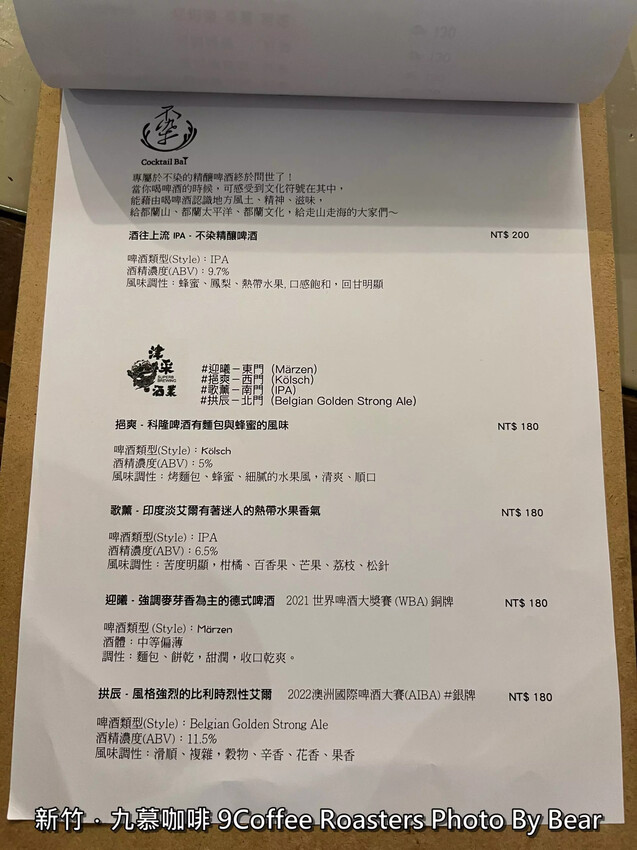 不染
Cocktail Bar
專屬於不染的精釀啤酒終於問世了！
當你喝啤酒的時候，可感受到文化符號在其中，
能藉由喝啤酒認識地方風土、精神、滋味，
給都蘭山、都蘭太平洋、都蘭文化，給走山走海的大家們～
酒往上流 IPA - 不染精釀啤酒 NT$ 200
啤酒類型(Style)：IPA
酒精濃度(ABV)：9.7%
風味調性：蜂蜜、鳳梨、熱帶水果, 口感飽和，回甘明顯
津采
SUPERB
BREWING
酒業
#迎曦－東門（Märzen）
#挹爽－西門（Kölsch）
#歌薰－南門（IPA）
#拱辰－北門（Belgian Golden Strong Ale）
挹爽 - 科隆啤酒有麵包與蜂蜜的風味 NT$ 180
啤酒類型(Style)：Kölsch
酒精濃度(ABV)：5%
風味調性：烤麵包、蜂蜜、細膩的水果風，清爽、順口
歌薰 - 印度淡艾爾有著迷人的熱帶水果香氣 NT$ 180
啤酒類型(Style)：IPA
酒精濃度(ABV)：6.5%
風味調性：苦度明顯，柑橘、百香果、芒果、荔枝、松針
迎曦 - 強調麥芽香為主的德式啤酒 2021 世界啤酒大獎賽 (WBA) 銅牌 NT$ 180
啤酒類型 (Style)：Märzen
酒體：中等偏薄
調性：麵包、餅乾，甜潤，收口乾爽。
拱辰 - 風格強烈的比利時烈性艾爾 2022澳洲國際啤酒大賽(AIBA) #銀牌 NT$ 180
啤酒類型(Style)：Belgian Golden Strong Ale
酒精濃度(ABV)：11.5%
風味調性：滑順、複雜，穀物、辛香、花香、果香
新竹．九慕咖啡 9Coffee Roasters Photo By Bear